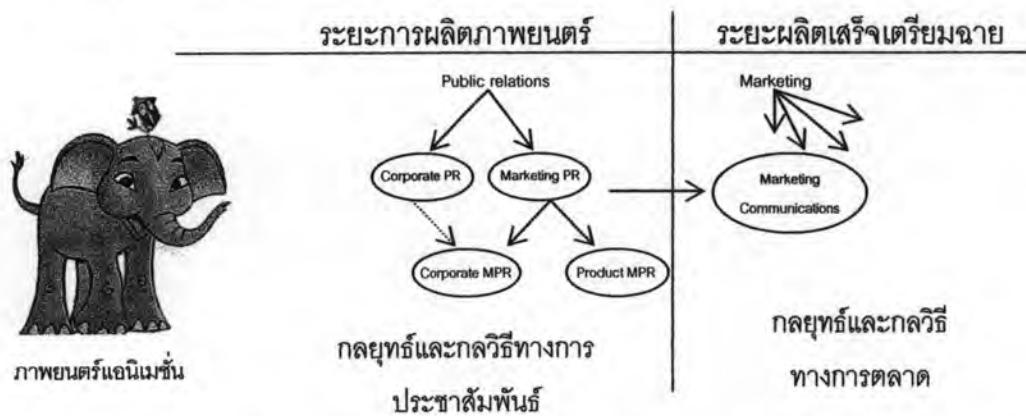 ระยะการผลิตภาพยนตร์
ระยะผลิตเสร็จเตรียมฉาย
Public relations
Marketing
Corporate PR
Marketing PR
Marketing
Communications
Corporate MPR
Product MPR
ภาพยนตร์แอนิเมชั่น
กลยุทธ์และกลวิธีทางการ
ประชาสัมพันธ์
กลยุทธ์และกลวิธี
ทางการตลาด